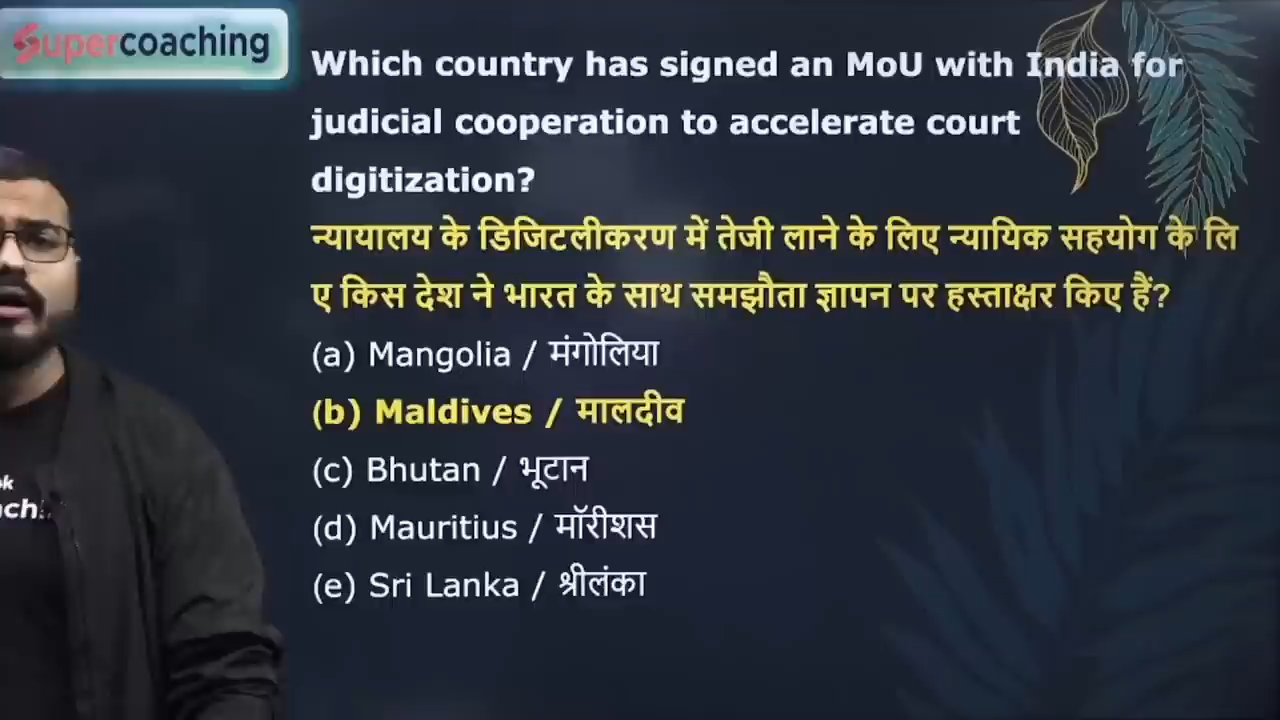 Supercoaching
Which country has signed an MoU with India for
judicial cooperation to accelerate court
digitization?
न्यायालय के डिजिटलीकरण में तेजी लाने के लिए न्यायिक सहयोग के लि
ए किस देश ने भारत के साथ समझौता ज्ञापन पर हस्ताक्षर किए हैं?
(a) Mangolia / मंगोलिया
(b) Maldives / मालदीव
(c) Bhutan / भूटान
(d) Mauritius / मॉरीशस
(e) Sri Lanka / श्रीलंका